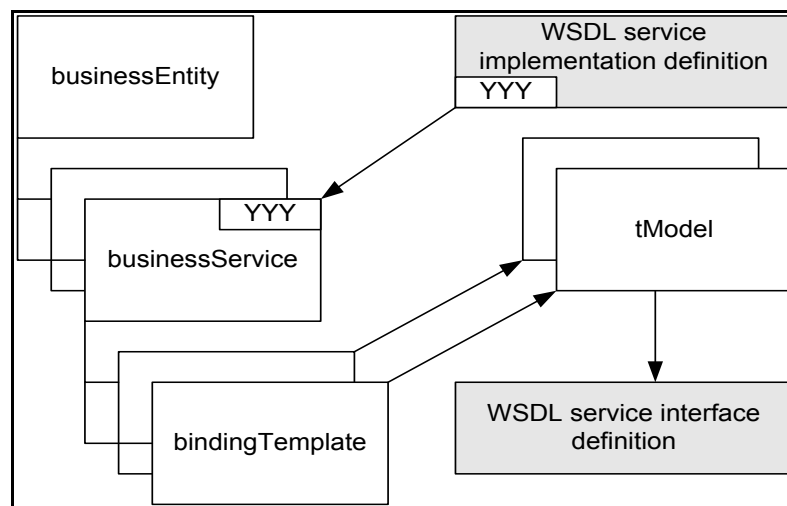 businessEntity
WSDL service
implementation definition
YYY
YYY
businessService
tModel
bindingTemplate
WSDL service interface
definition